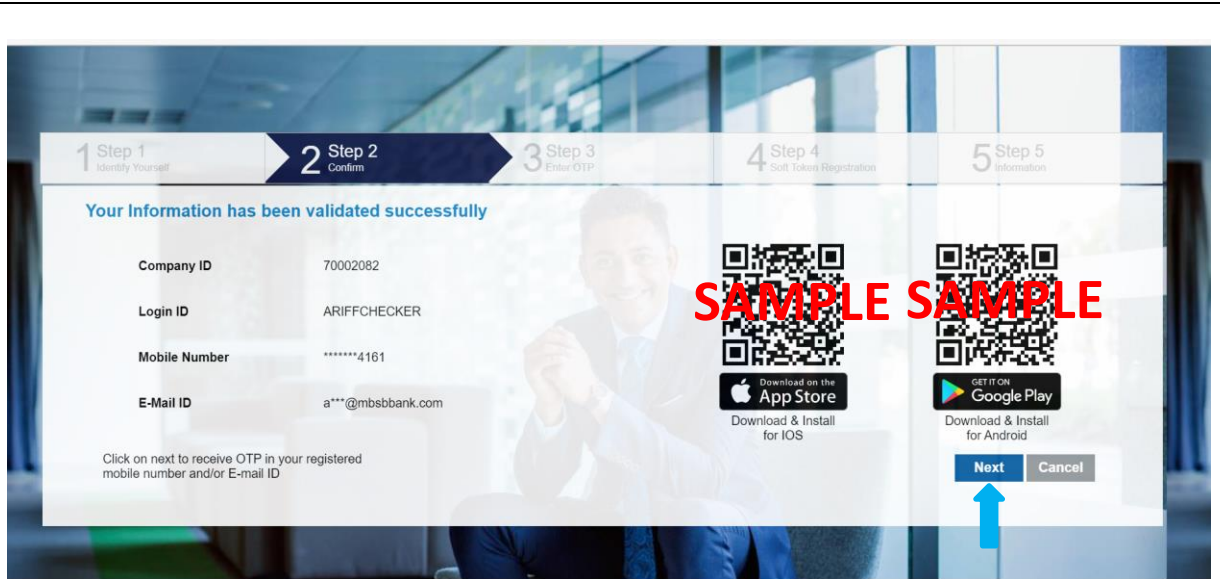 1 Step 1
Identify Yourself
2 Step 2
Confirm
3 Step 3
Enter OTP
4 Step 4
Soft Token Registration
5 Step 5
Information
Your Information has been validated successfully
Company ID 70002082
Login ID ARIFFCHECKER
Mobile Number *******4161
E-Mail ID a***@mbsbbank.com
Click on next to receive OTP in your registered
mobile number and/or E-mail ID
SAMPLE SAMPLE
Download on the
App Store
Download & Install
for IOS
GET IT ON
Google Play
Download & Install
for Android
Next Cancel